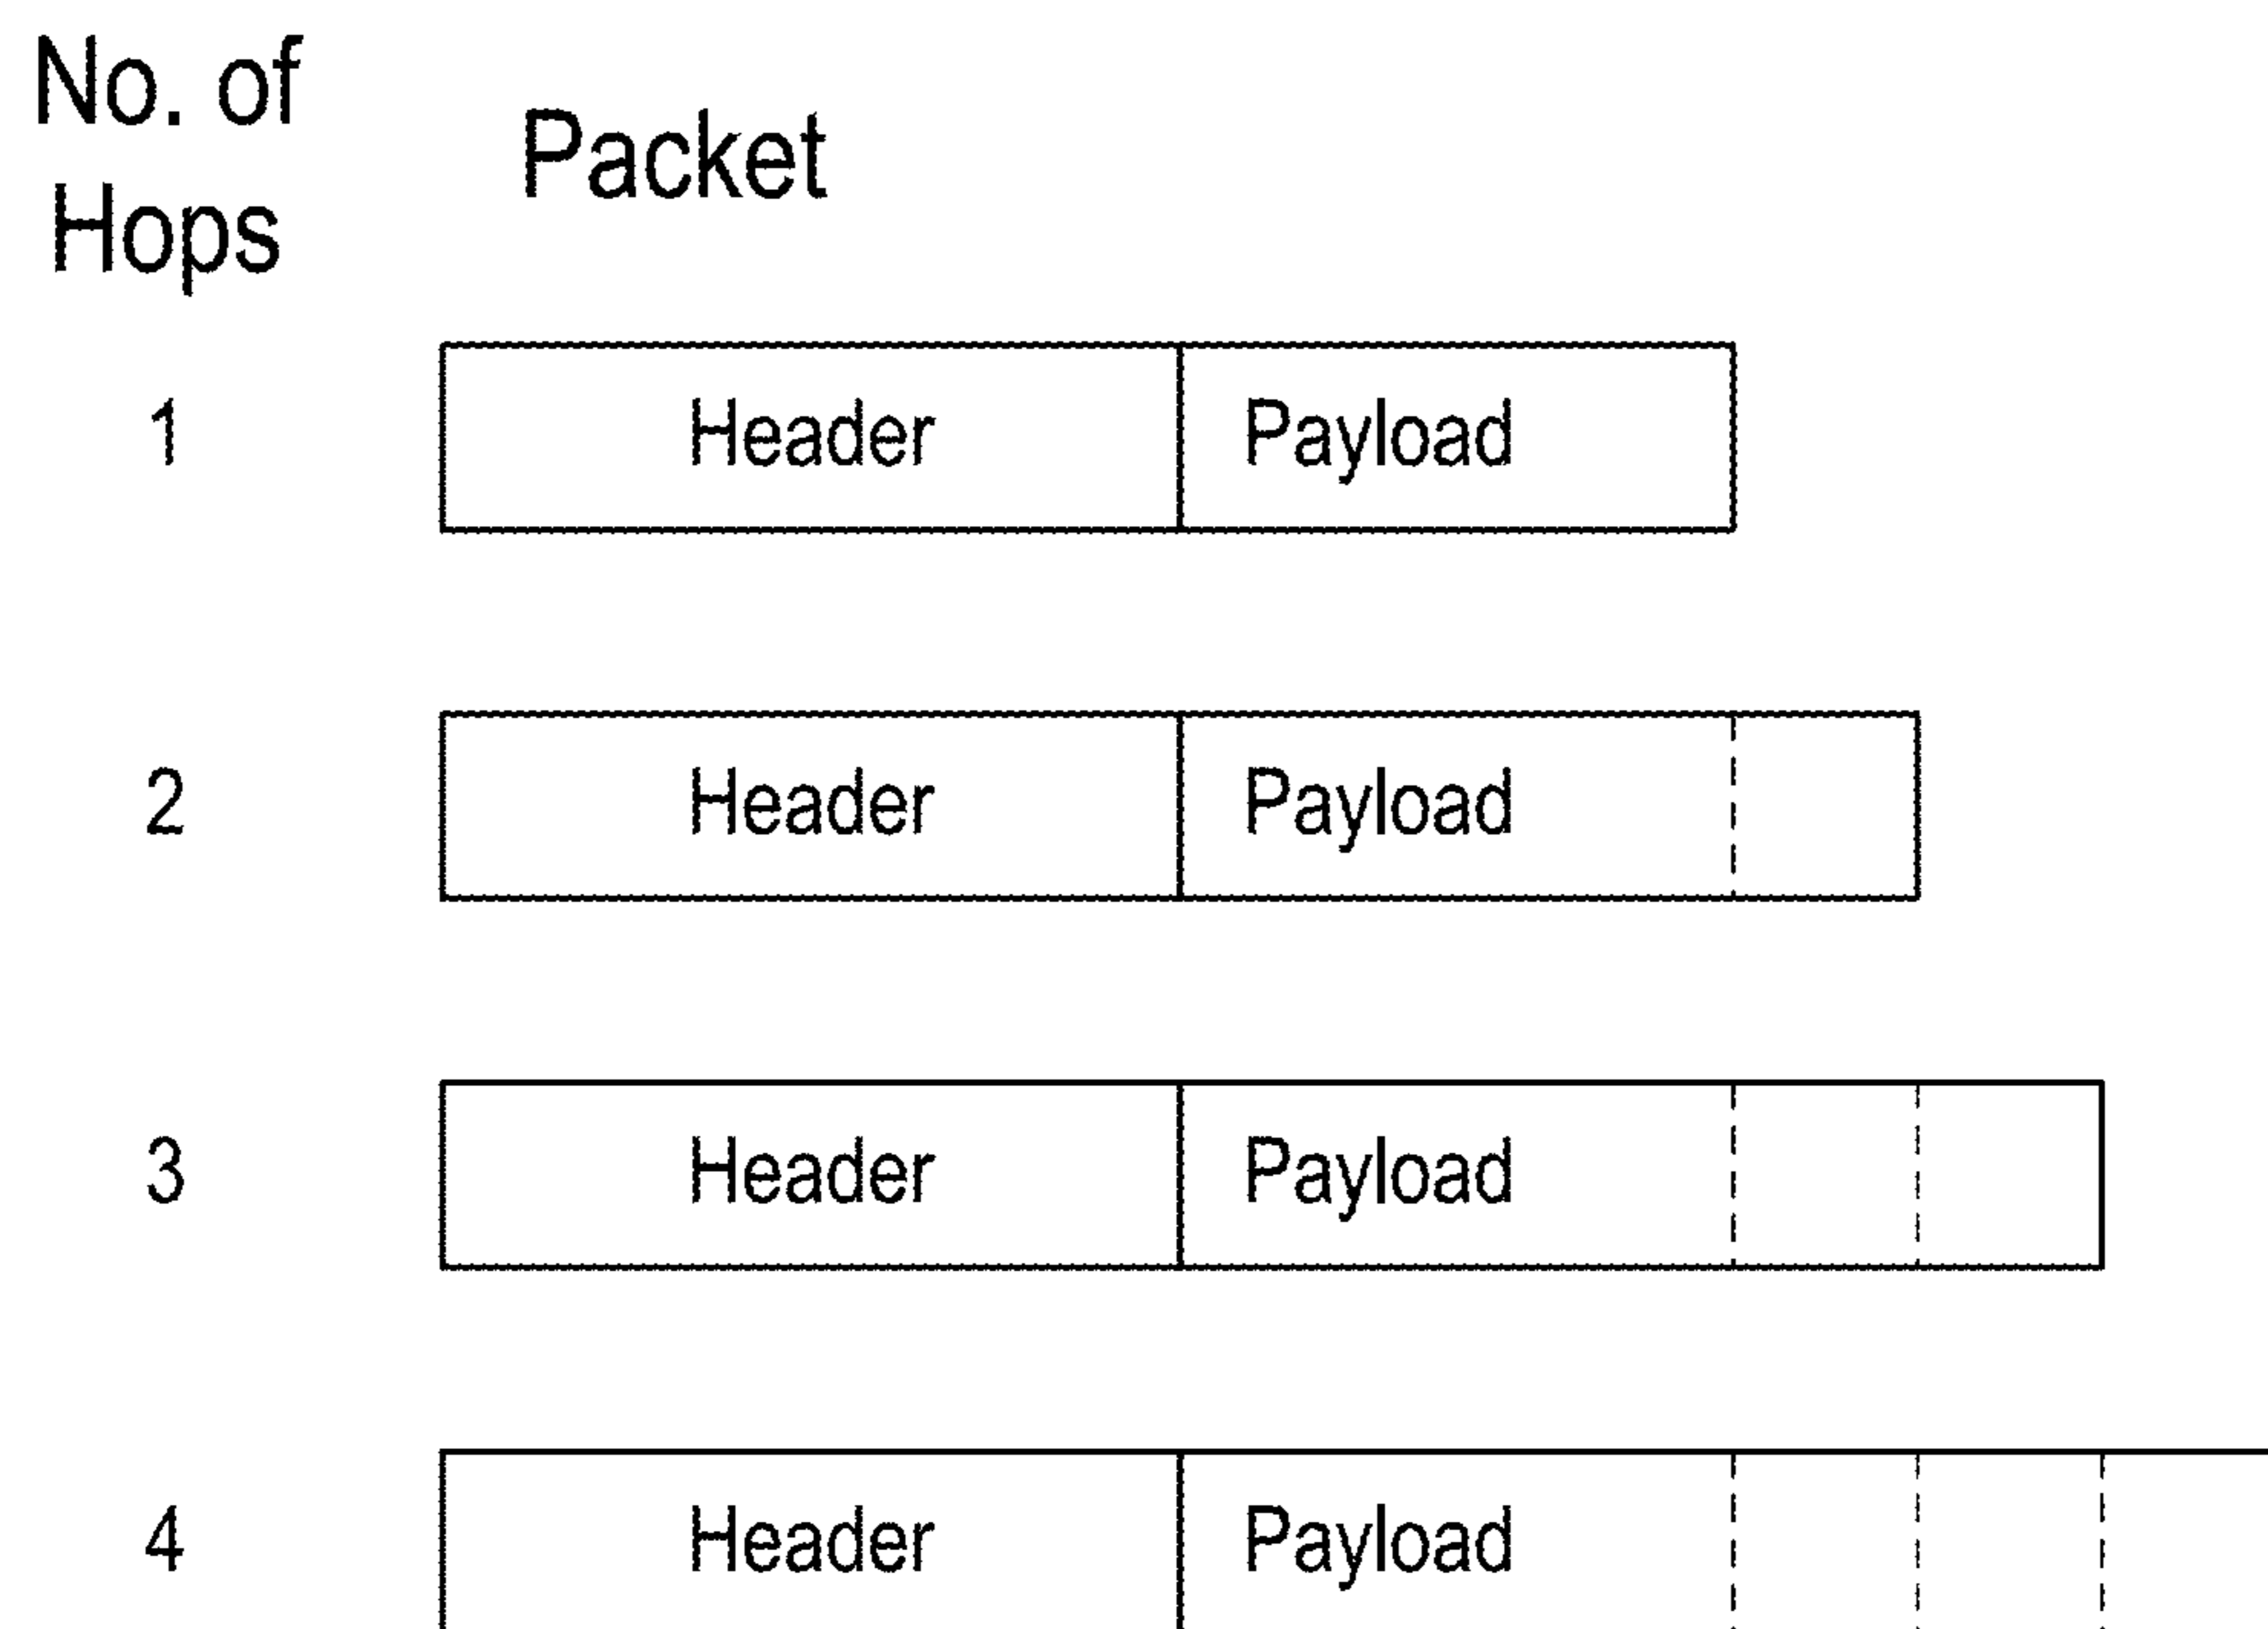 No. of
Hops
Packet
1 Header Payload
2 Header Payload
3 Header Payload
4 Header Payload